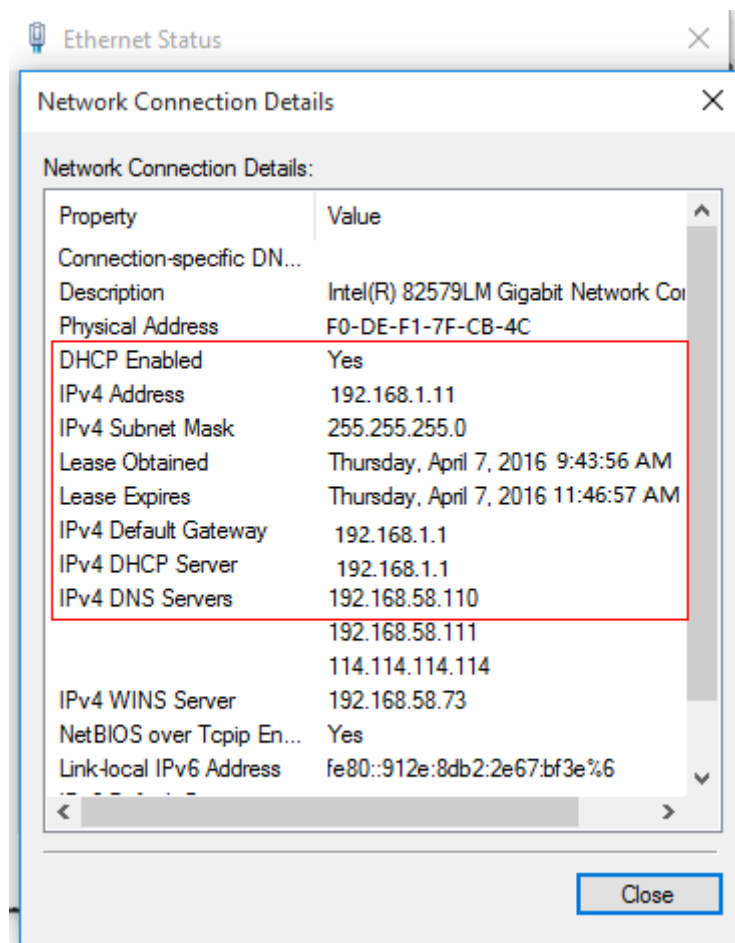 Ethernet Status
Network Connection Details
Network Connection Details:
Property Value
Connection-specific DN...
Description Intel(R) 82579LM Gigabit Network Cor
Physical Address F0-DE-F1-7F-CB-4C
DHCP Enabled Yes
IPv4 Address 192.168.1.11
IPv4 Subnet Mask 255.255.255.0
Lease Obtained Thursday, April 7, 2016 9:43:56 AM
Lease Expires Thursday, April 7, 2016 11:46:57 AM
IPv4 Default Gateway 192.168.1.1
IPv4 DHCP Server 192.168.1.1
IPv4 DNS Servers 192.168.58.110
192.168.58.111
114.114.114.114
IPv4 WINS Server 192.168.58.73
NetBIOS over Tcpip En... Yes
Link-local IPv6 Address fe80::912e:8db2:2e67:bf3e%6
Close